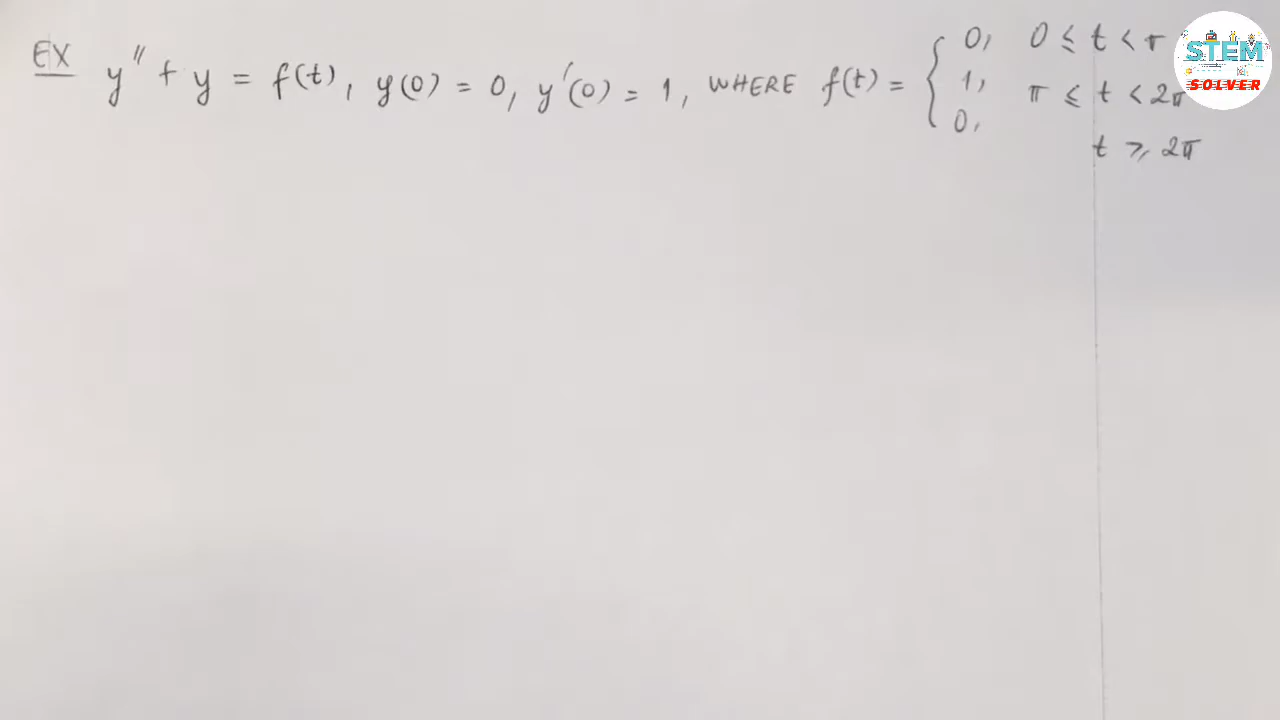 EX y'' + y = f(t), y(0) = 0, y'(0) = 1, WHERE f(t) = { 0, 0 ≤ t < π
1, π ≤ t < 2π
0, t ≥ 2π
STEM
SOLVER